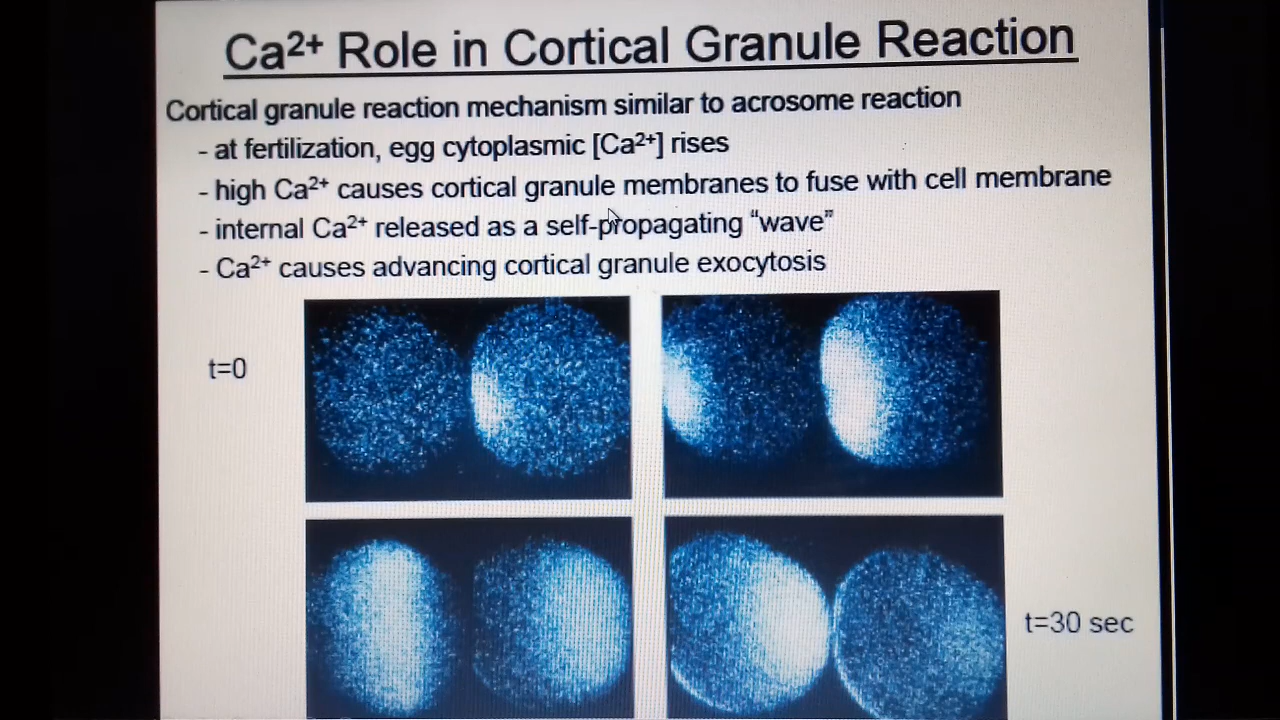 Ca²⁺ Role in Cortical Granule Reaction
Cortical granule reaction mechanism similar to acrosome reaction
- at fertilization, egg cytoplasmic [Ca²⁺] rises
- high Ca²⁺ causes cortical granule membranes to fuse with cell membrane
- internal Ca²⁺ released as a self-propagating “wave”
- Ca²⁺ causes advancing cortical granule exocytosis
t=0
t=30 sec